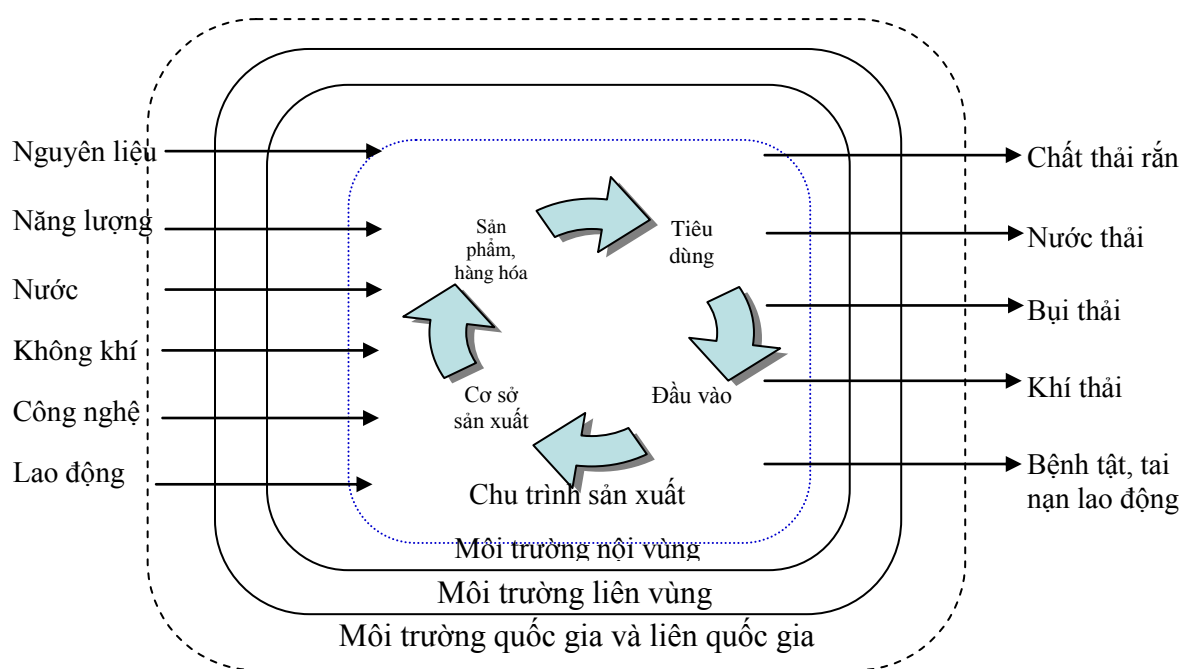 Nguyên liệu
Năng lượng
Nước
Không khí
Công nghệ
Lao động
Sản
phẩm,
hàng hóa
Tiêu
dùng
Cơ sở
sản xuất
Đầu vào
Chu trình sản xuất
Môi trường nội vùng
Môi trường liên vùng
Môi trường quốc gia và liên quốc gia
Chất thải rắn
Nước thải
Bụi thải
Khí thải
Bệnh tật, tai
nạn lao động